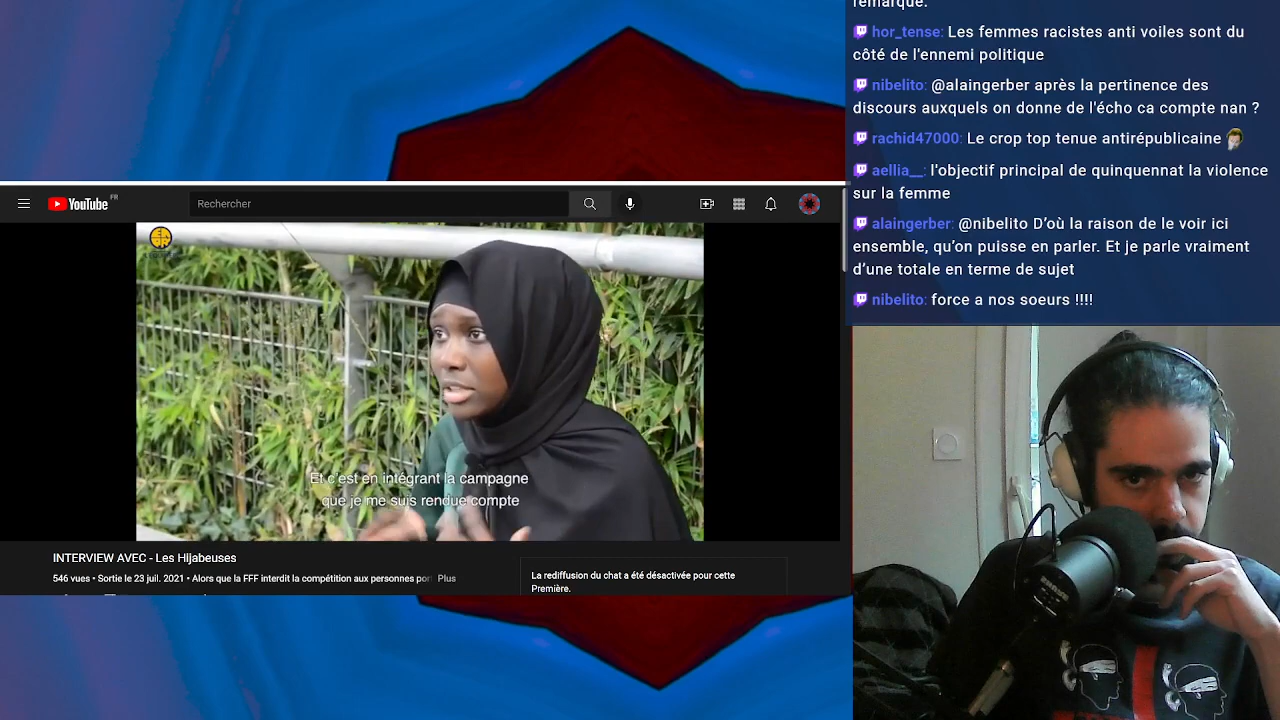 remarque.
hor_tense: Les femmes racistes anti voiles sont du
côté de l'ennemi politique
nibelito: @alaingerber après la pertinence des
discours auxquels on donne de l'écho ca compte nan ?
rachid47000: Le crop top tenue antirépublicaine
aellia__: l'objectif principal de quinquennat la violence
sur la femme
alaingerber: @nibelito D’où la raison de le voir ici
ensemble, qu’on puisse en parler. Et je parle vraiment
d’une totale en terme de sujet
nibelito: force a nos soeurs !!!!
YouTube FR
Rechercher
Et c’est en intégrant la campagne
que je me suis rendue compte
INTERVIEW AVEC - Les Hijabeuses
546 vues • Sortie le 23 juil. 2021 • Alors que la FFF interdit la compétition aux personnes por Plus
La rediffusion du chat a été désactivée pour cette
Première.